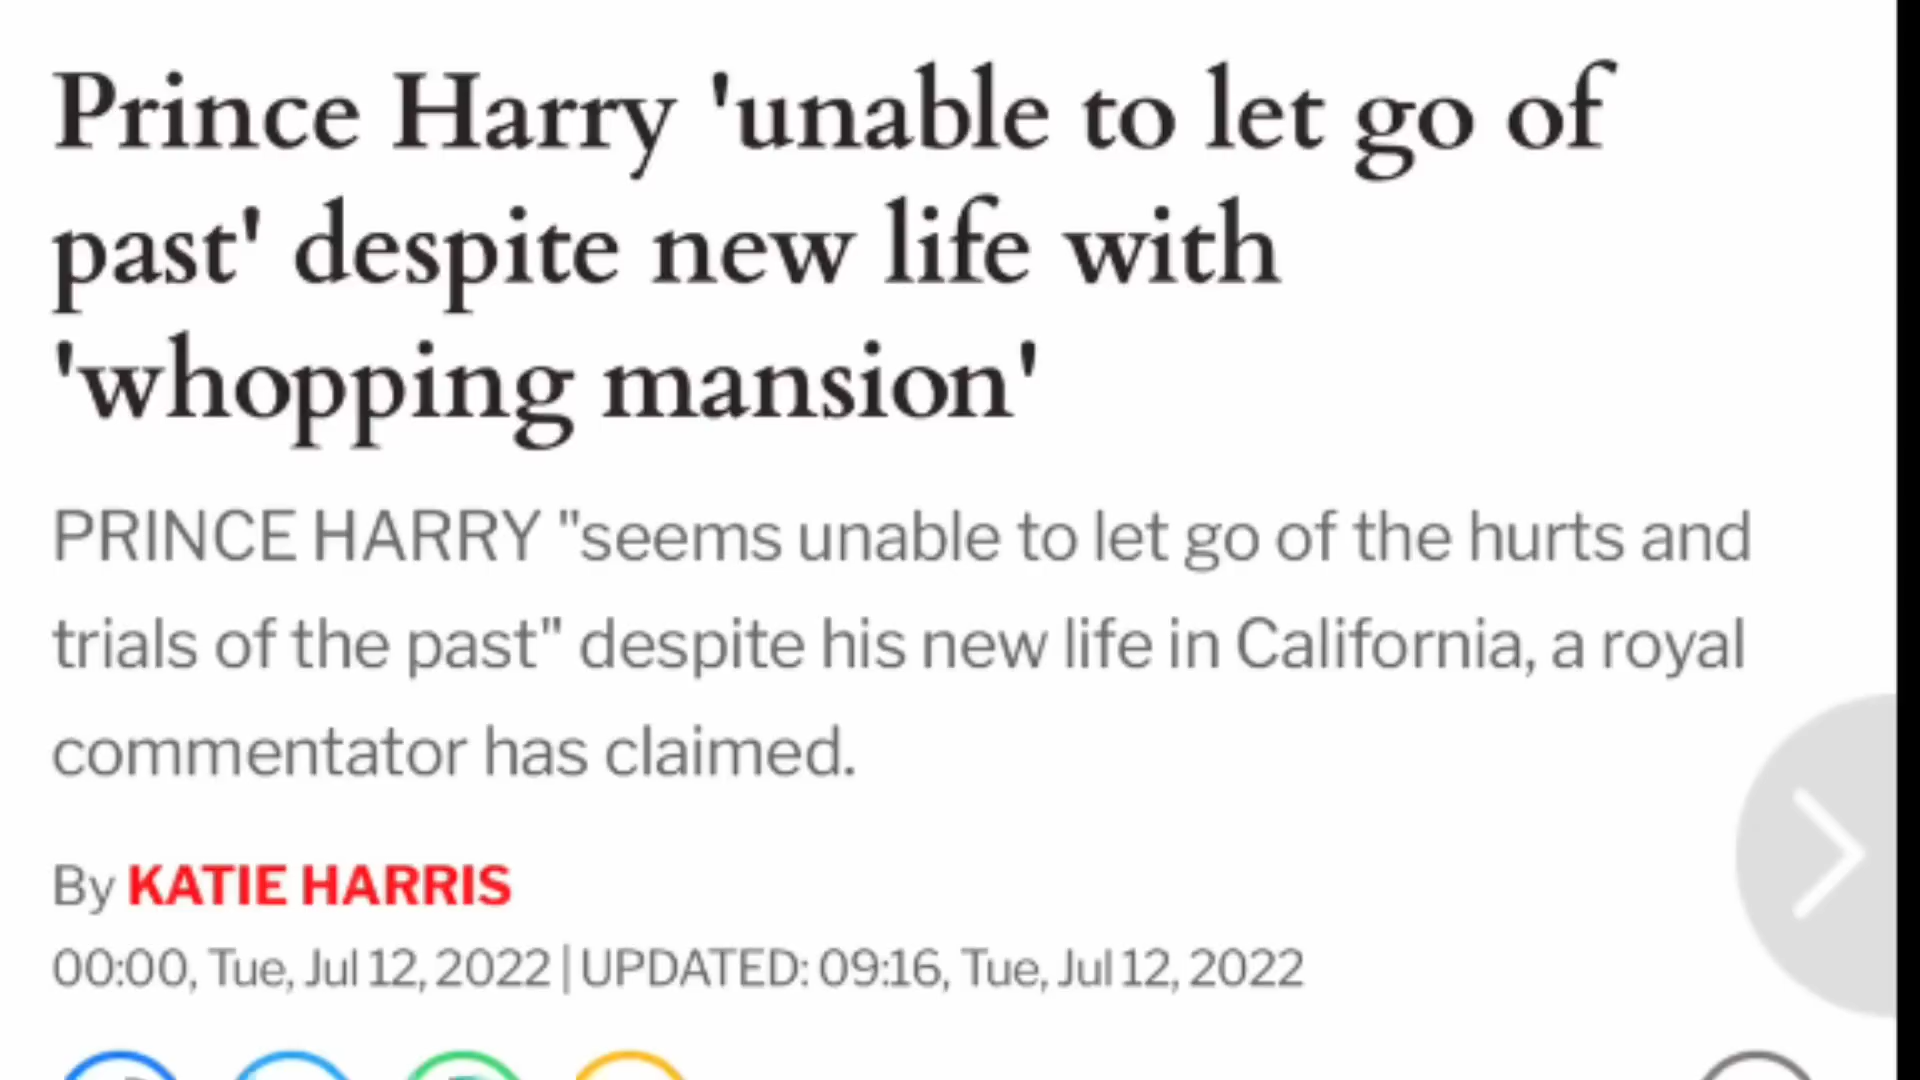 Prince Harry 'unable to let go of
past' despite new life with
'whopping mansion'
PRINCE HARRY "seems unable to let go of the hurts and
trials of the past" despite his new life in California, a royal
commentator has claimed.
By KATIE HARRIS
00:00, Tue, Jul 12, 2022 | UPDATED: 09:16, Tue, Jul 12, 2022